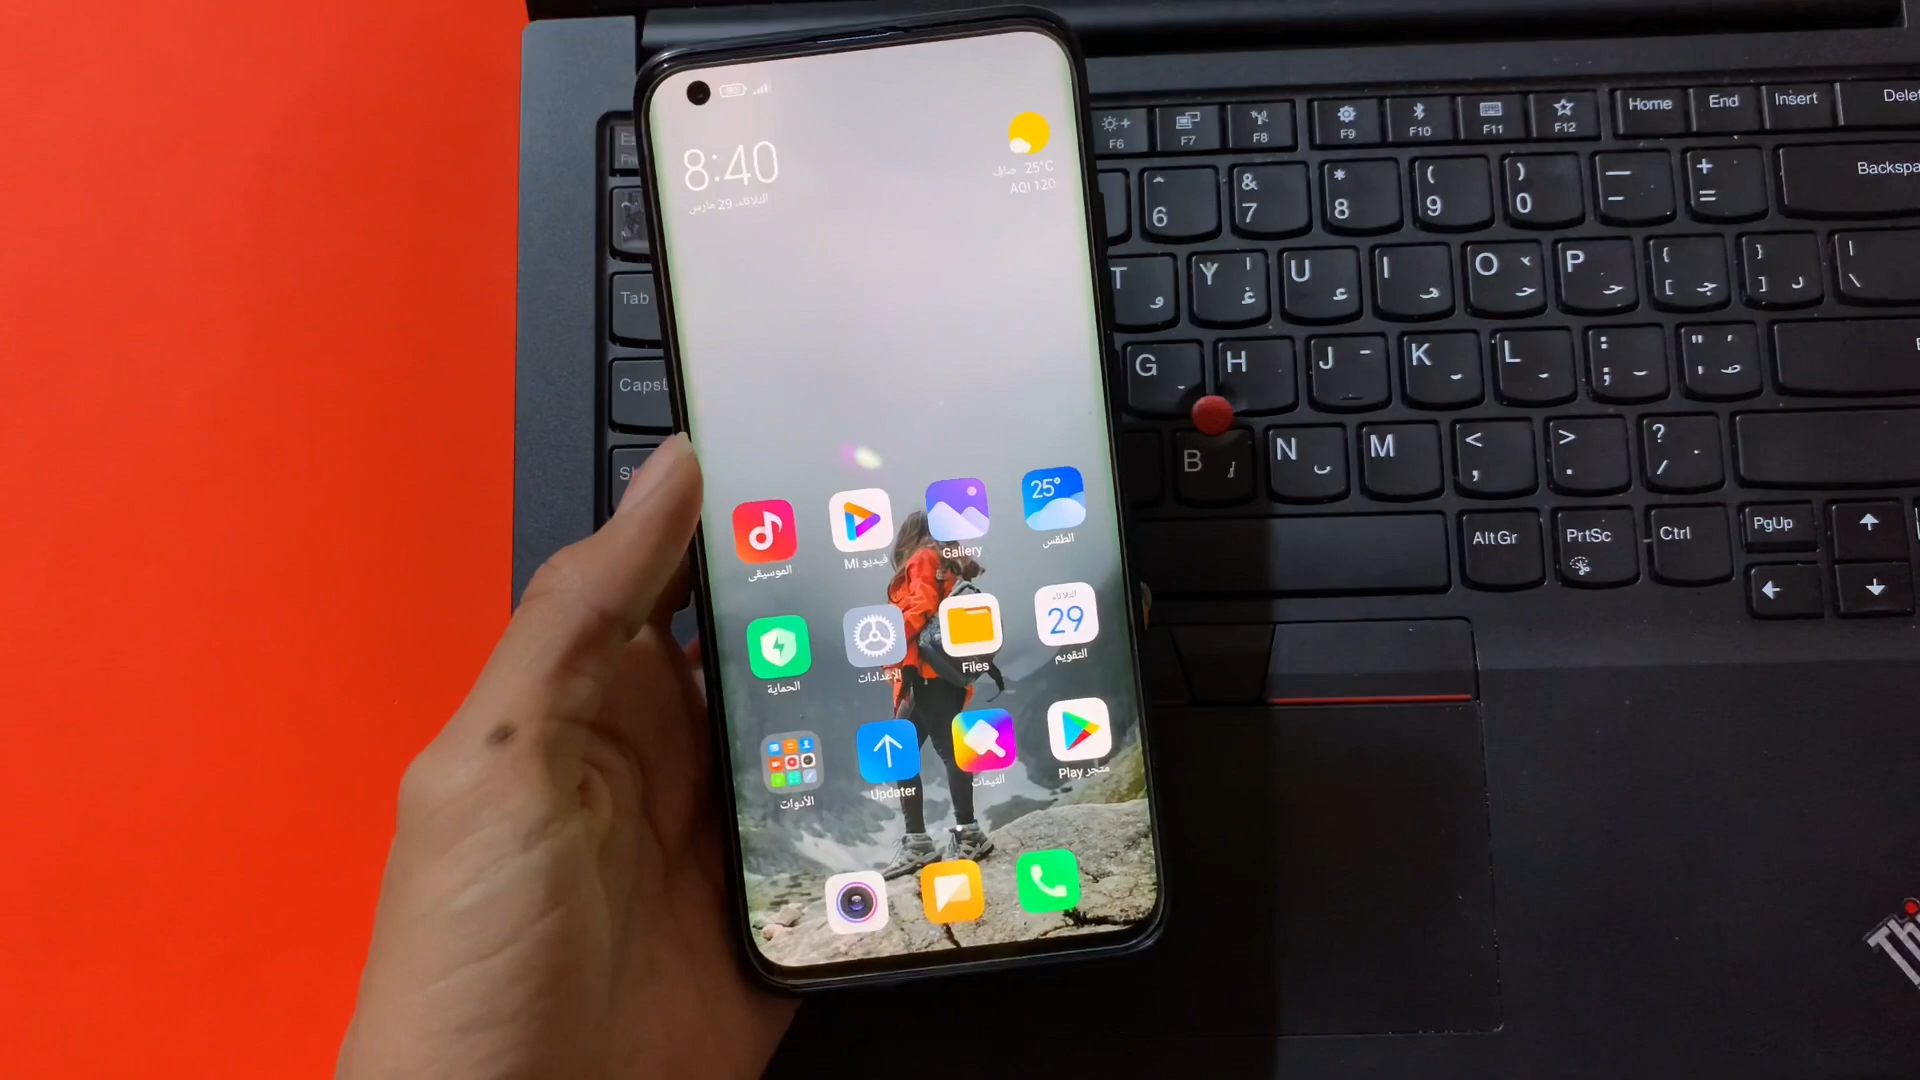 8:40
الثلاثاء، 29 مارس
صافٍ 25°C
AQI 120
الموسيقى
فيديو Mi
Gallery
25°
الطقس
الحماية
الإعدادات
Files
الثلاثاء
29
التقويم
الأدوات
Updater
الثيمات
متجر Play
F6
F7
F8
F9
F10
F11
F12
Home
End
Insert
^
6
&
7
*
8
(
9
)
0
—
-
+
=
Tab
T
و
Y
غ
U
ع
I
O
P
{
[
}
]
|
\
G
H
J
K
L
:
;
"
'
B
N
M
<
,
>
.
?
/
AltGr
PrtSc
Ctrl
PgUp